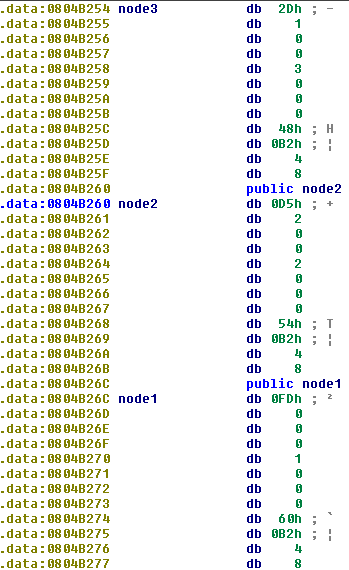 .data:0804B254 node3 db 2Dh ; -
.data:0804B255 db 1
.data:0804B256 db 0
.data:0804B257 db 0
.data:0804B258 db 3
.data:0804B259 db 0
.data:0804B25A db 0
.data:0804B25B db 0
.data:0804B25C db 48h ; H
.data:0804B25D db 0B2h ; ¦
.data:0804B25E db 4
.data:0804B25F db 8
.data:0804B260 public node2
.data:0804B260 node2 db 0D5h ; +
.data:0804B261 db 2
.data:0804B262 db 0
.data:0804B263 db 0
.data:0804B264 db 2
.data:0804B265 db 0
.data:0804B266 db 0
.data:0804B267 db 0
.data:0804B268 db 54h ; T
.data:0804B269 db 0B2h ; ¦
.data:0804B26A db 4
.data:0804B26B db 8
.data:0804B26C public node1
.data:0804B26C node1 db 0FDh ; ²
.data:0804B26D db 0
.data:0804B26E db 0
.data:0804B26F db 0
.data:0804B270 db 1
.data:0804B271 db 0
.data:0804B272 db 0
.data:0804B273 db 0
.data:0804B274 db 60h ; `
.data:0804B275 db 0B2h ; ¦
.data:0804B276 db 4
.data:0804B277 db 8